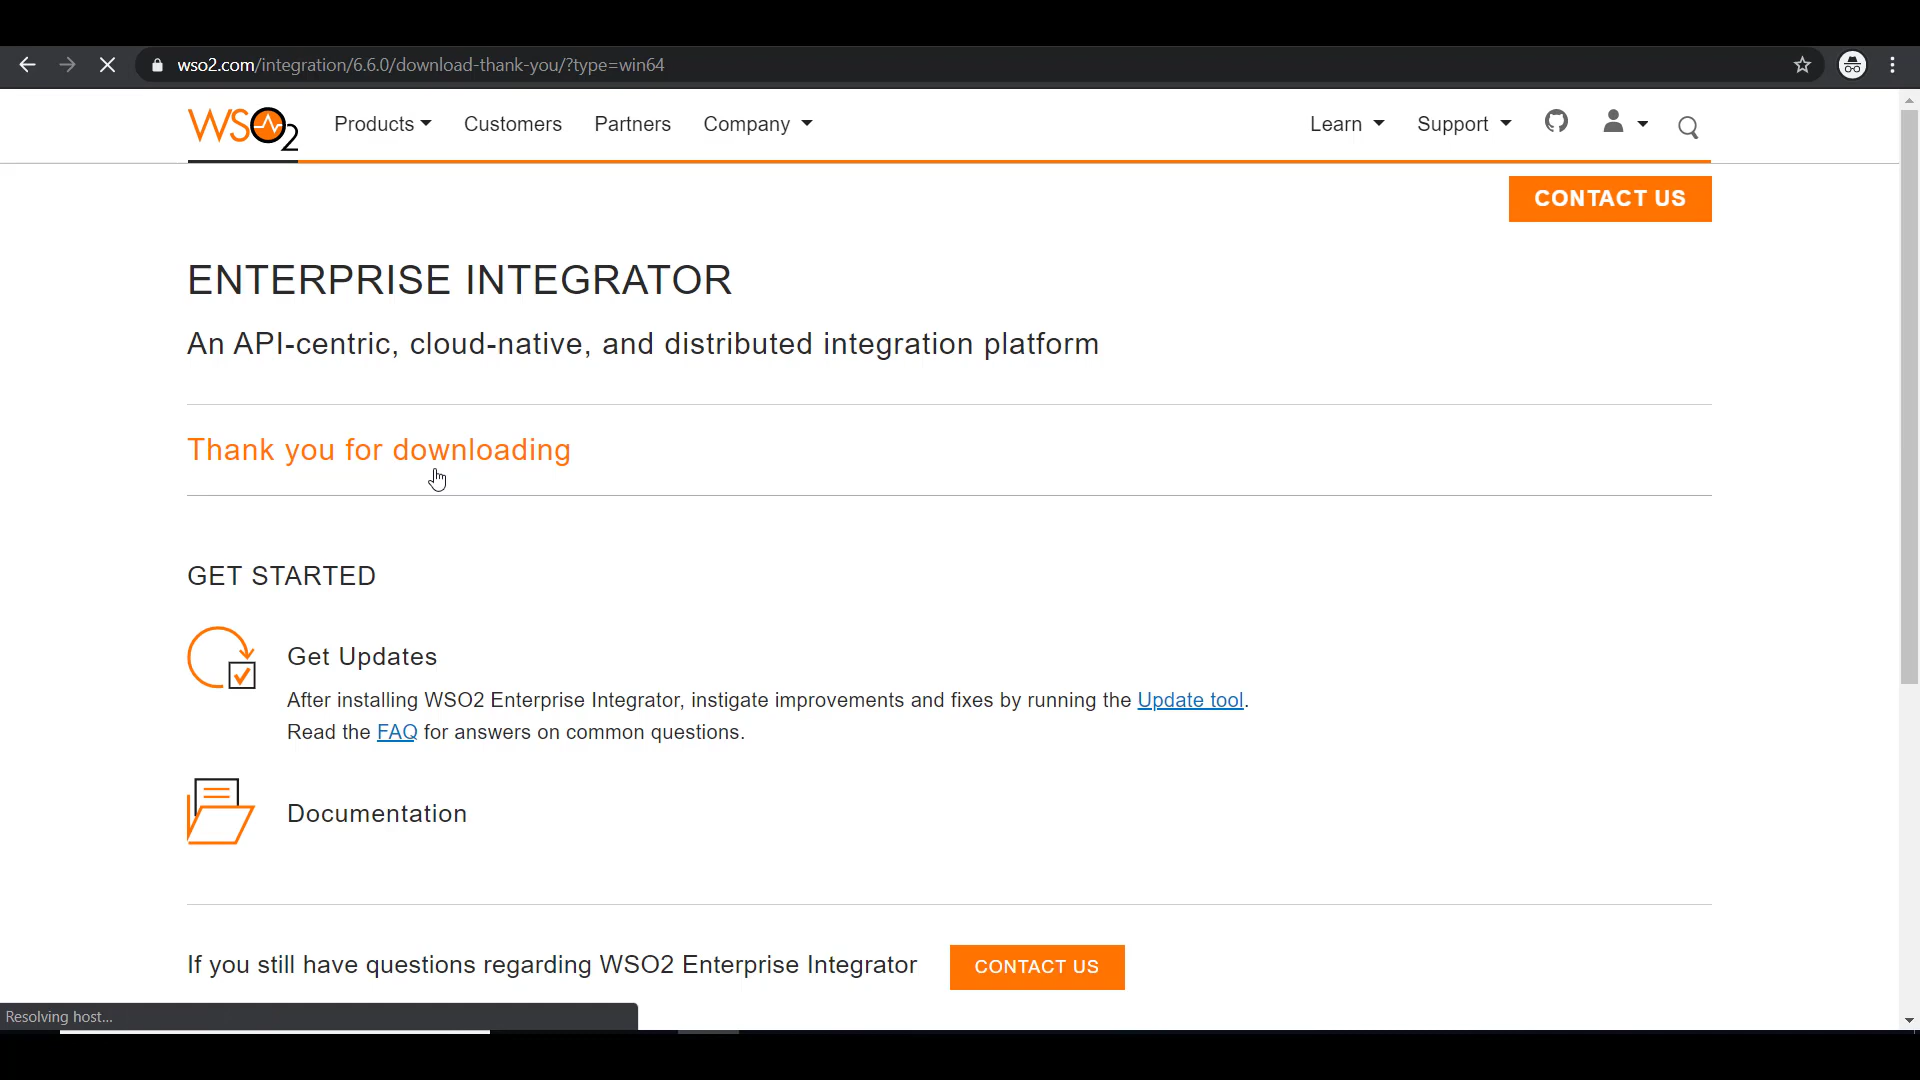 wso2.com/integration/6.6.0/download-thank-you/?type=win64
WSO2 Products Customers Partners Company Learn Support
CONTACT US
ENTERPRISE INTEGRATOR
An API-centric, cloud-native, and distributed integration platform
Thank you for downloading
GET STARTED
Get Updates
After installing WSO2 Enterprise Integrator, instigate improvements and fixes by running the Update tool.
Read the FAQ for answers on common questions.
Documentation
If you still have questions regarding WSO2 Enterprise Integrator CONTACT US
Resolving host...